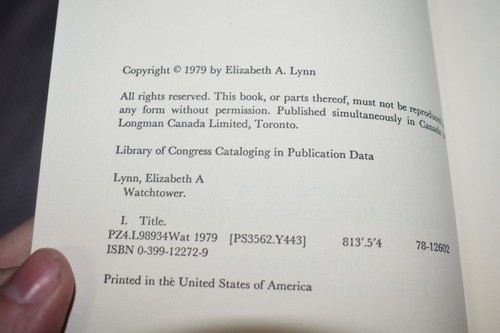 Copyright © 1979 by Elizabeth A. Lynn
All rights reserved. This book, or parts thereof, must not be reproduced
any form without permission. Published simultaneously in Canada
Longman Canada Limited, Toronto.
Library of Congress Cataloging in Publication Data
Lynn, Elizabeth A
Watchtower.
I. Title.
PZ4.L98934Wat 1979 [PS3562.Y443] 813'.5'4 78-12602
ISBN 0-399-12272-9
Printed in the United States of America